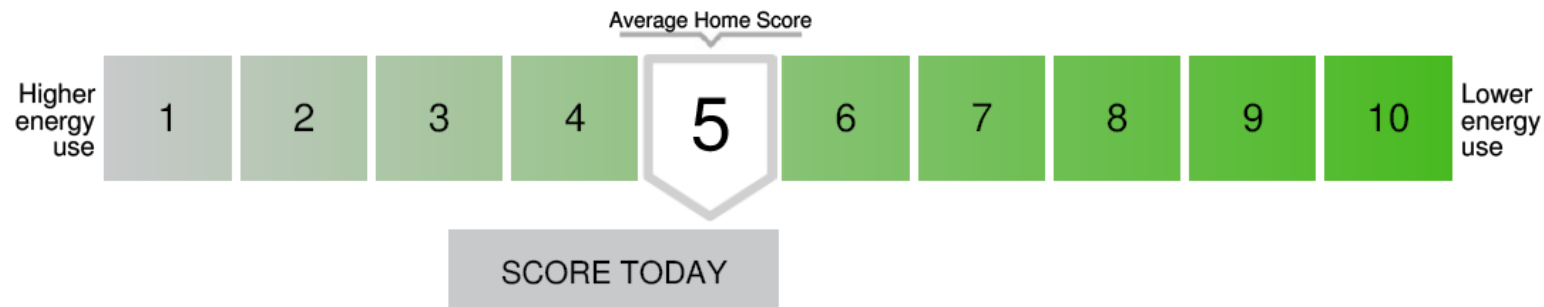 Average Home Score
Higher
energy
use
1 2 3 4 5 6 7 8 9 10
Lower
energy
use
SCORE TODAY